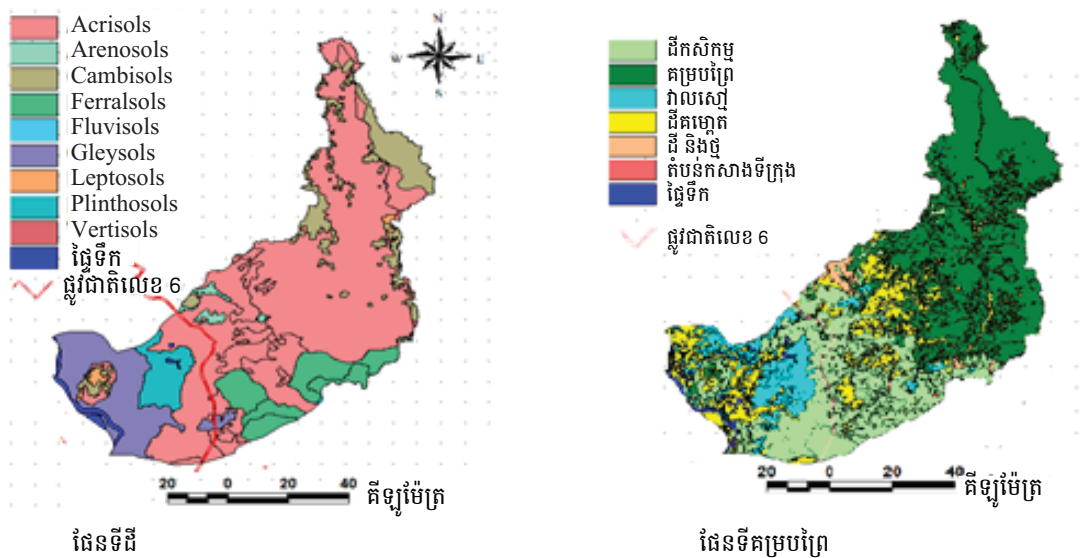 Acrisols
Arenosols
Cambisols
Ferralsols
Fluvisols
Gleysols
Leptosols
Plinthosols
Vertisols
ផ្ទៃទឹក
ផ្លូវជាតិលេខ 6
N
W E
S
20 0 20 40 គីឡូម៉ែត្រ
ផែនទីដី
ដីកសិកម្ម
គម្របព្រៃ
វាលស្មៅ
ដីគម្ពោត
ដី និងថ្ម
តំបន់កសាងទីក្រុង
ផ្ទៃទឹក
ផ្លូវជាតិលេខ 6
20 0 20 40 គីឡូម៉ែត្រ
ផែនទីគម្របព្រៃ